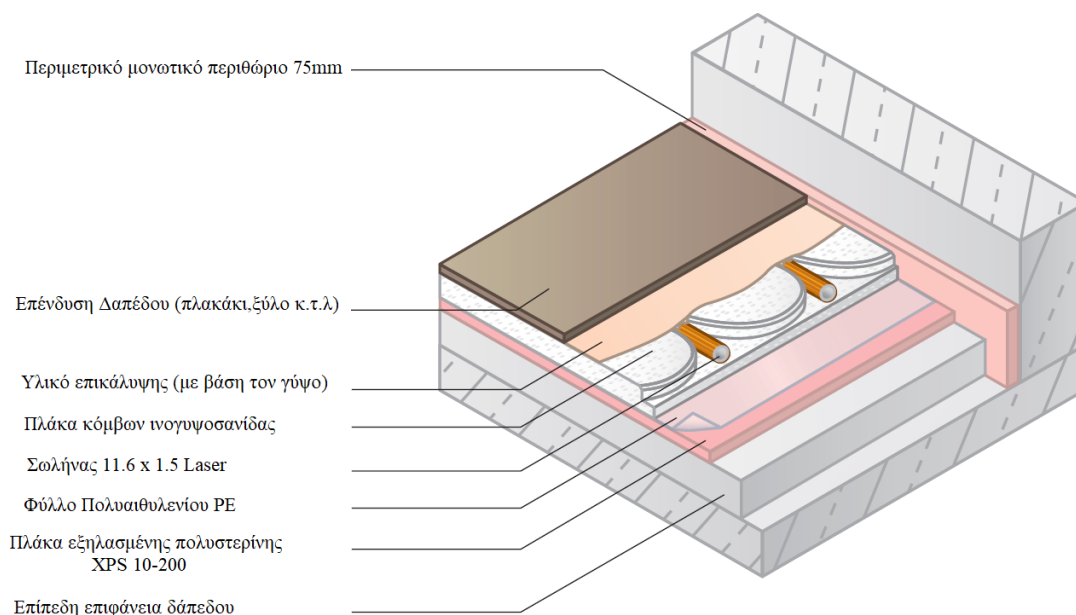 Περιμετρικό μονωτικό περιθώριο 75mm
Επένδυση Δαπέδου (πλακάκι,ξύλο κ.τ.λ)
Υλικό επικάλυψης (με βάση τον γύψο)
Πλάκα κόμβων ινογυψοσανίδας
Σωλήνας 11.6 x 1.5 Laser
Φύλλο Πολυαιθυλενίου PE
Πλάκα εξηλασμένης πολυστερίνης
XPS 10-200
Επίπεδη επιφάνεια δάπεδου